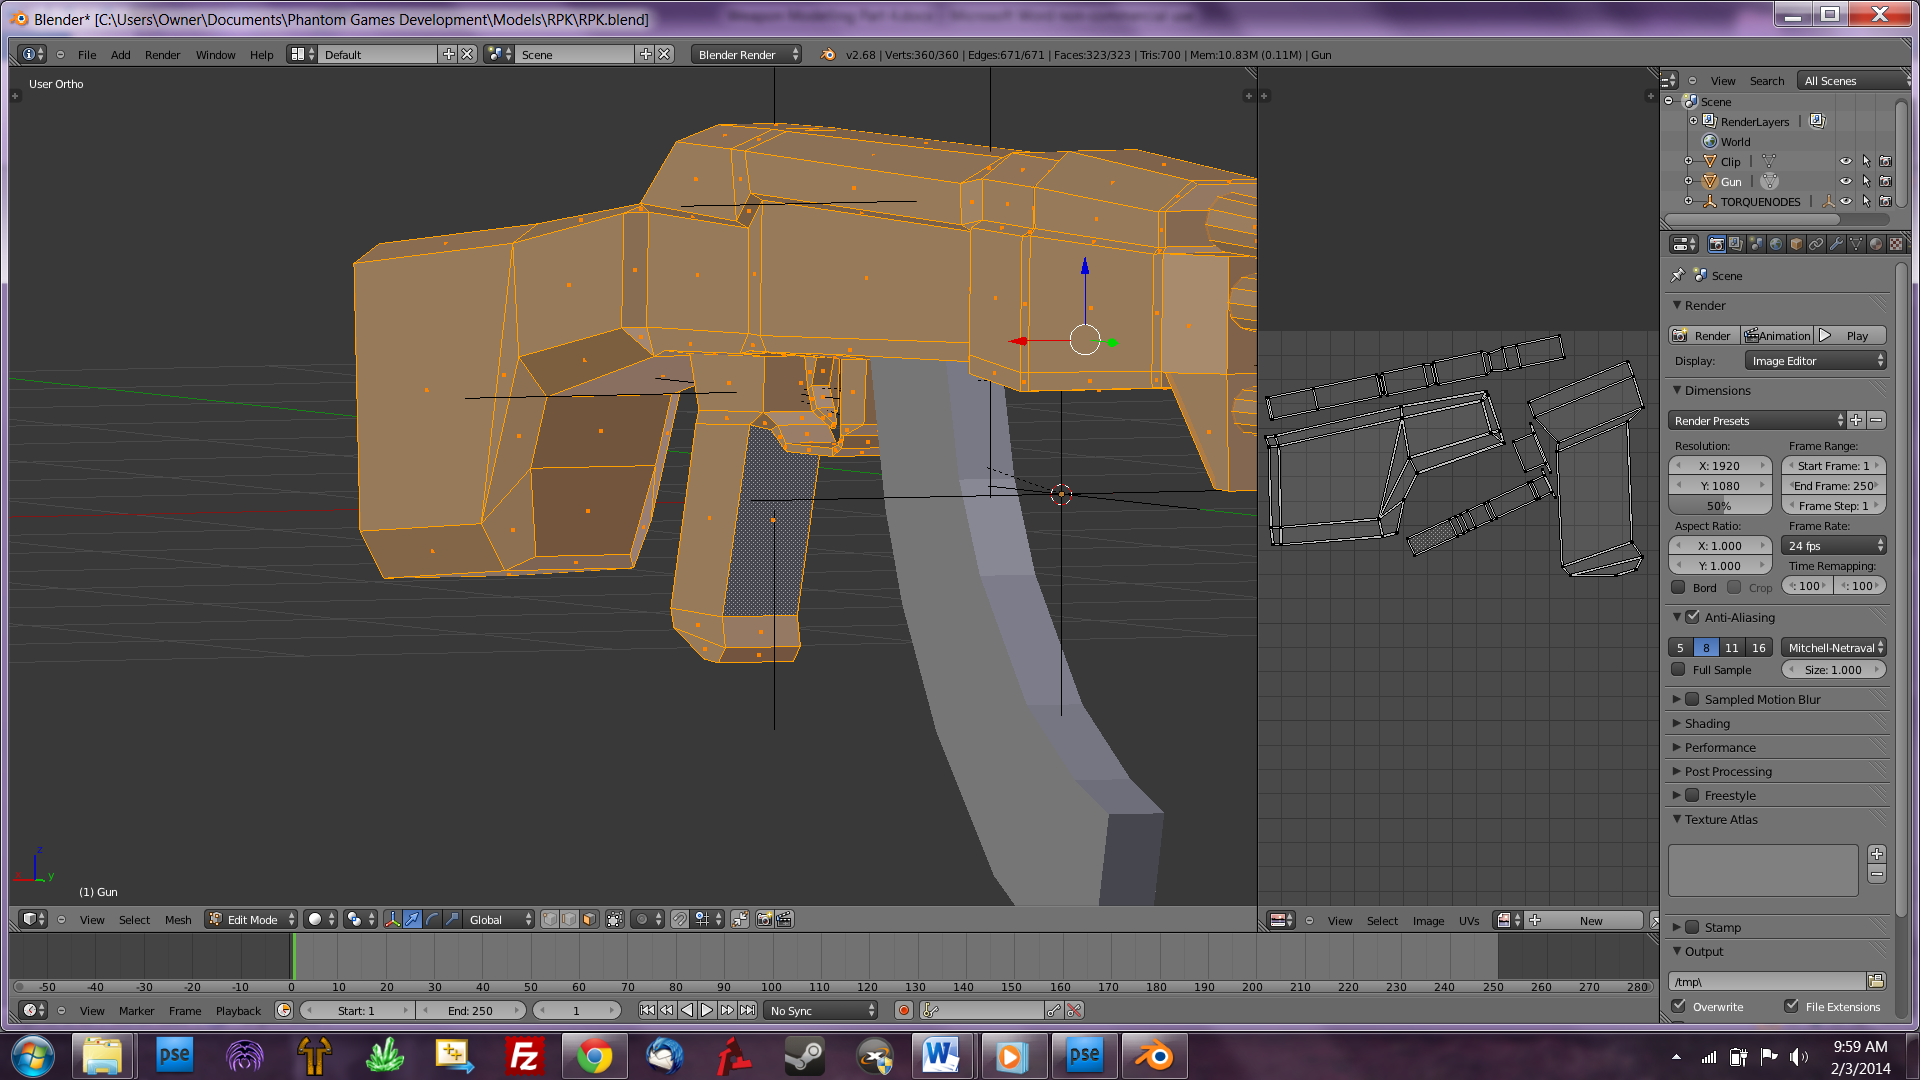 Blender* [C:\Users\Owner\Documents\Phantom Games Development\Models\RPK\RPK.blend]
File Add Render Window Help Default Scene Blender Render v2.68 | Verts:360/360 | Edges:671/671 | Faces:323/323 | Tris:700 | Mem:10.83M (0.11M) | Gun
User Ortho
View Search All Scenes
Scene
RenderLayers
World
Clip
Gun
TORQUENODES
Scene
Render
Render Animation Play
Display: Image Editor
Dimensions
Render Presets
Resolution: Frame Range:
X: 1920 Start Frame: 1
Y: 1080 End Frame: 250
50% Frame Step: 1
Aspect Ratio: Frame Rate:
X: 1.000 24 fps
Y: 1.000 Time Remapping:
Bord Crop : 100 : 100
Anti-Aliasing
5 8 11 16 Mitchell-Netraval
Full Sample Size: 1.000
Sampled Motion Blur
Shading
Performance
Post Processing
Freestyle
Texture Atlas
Stamp
Output
/tmp\
Overwrite File Extensions
z
x
y
(1) Gun
View Select Mesh Edit Mode Global
View Select Image UVs New
-50 -40 -30 -20 -10 0 10 20 30 40 50 60 70 80 90 100 110 120 130 140 150 160 170 180 190 200 210 220 230 240 250 260 270 280
View Marker Frame Playback Start: 1 End: 250 1 No Sync
pse
Fz
W
pse
9:59 AM
2/3/2014